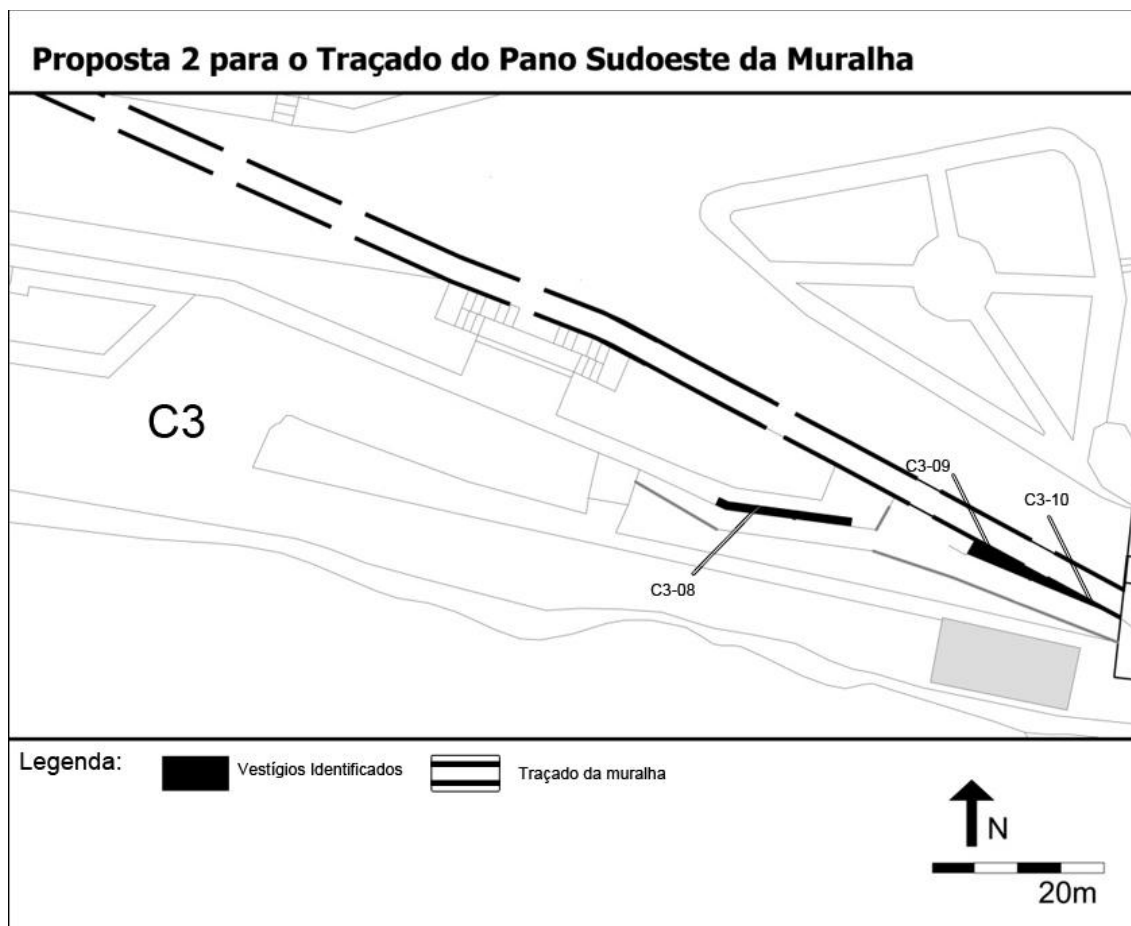 Proposta 2 para o Traçado do Pano Sudoeste da Muralha
C3
C3-09
C3-10
C3-08
Legenda:
Vestígios Identificados
Traçado da muralha
N
20m